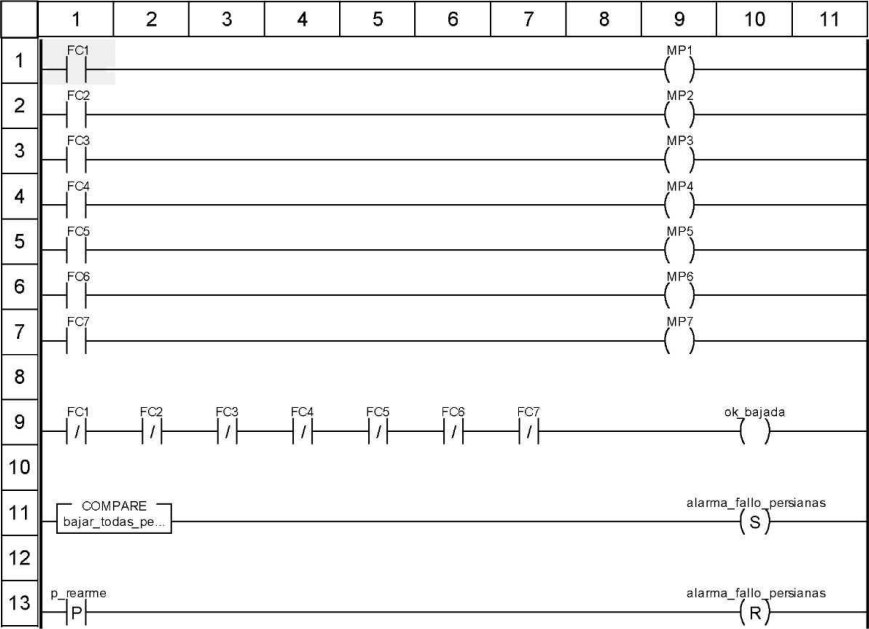 1 2 3 4 5 6 7 8 9 10 11
1 FC1 MP1
2 FC2 MP2
3 FC3 MP3
4 FC4 MP4
5 FC5 MP5
6 FC6 MP6
7 FC7 MP7
8
9 FC1 FC2 FC3 FC4 FC5 FC6 FC7 ok_bajada
/ / / / / / /
10
11 COMPARE alarma_fallo_persianas
bajar_todas_pe... S
12
13 p_rearme alarma_fallo_persianas
P R